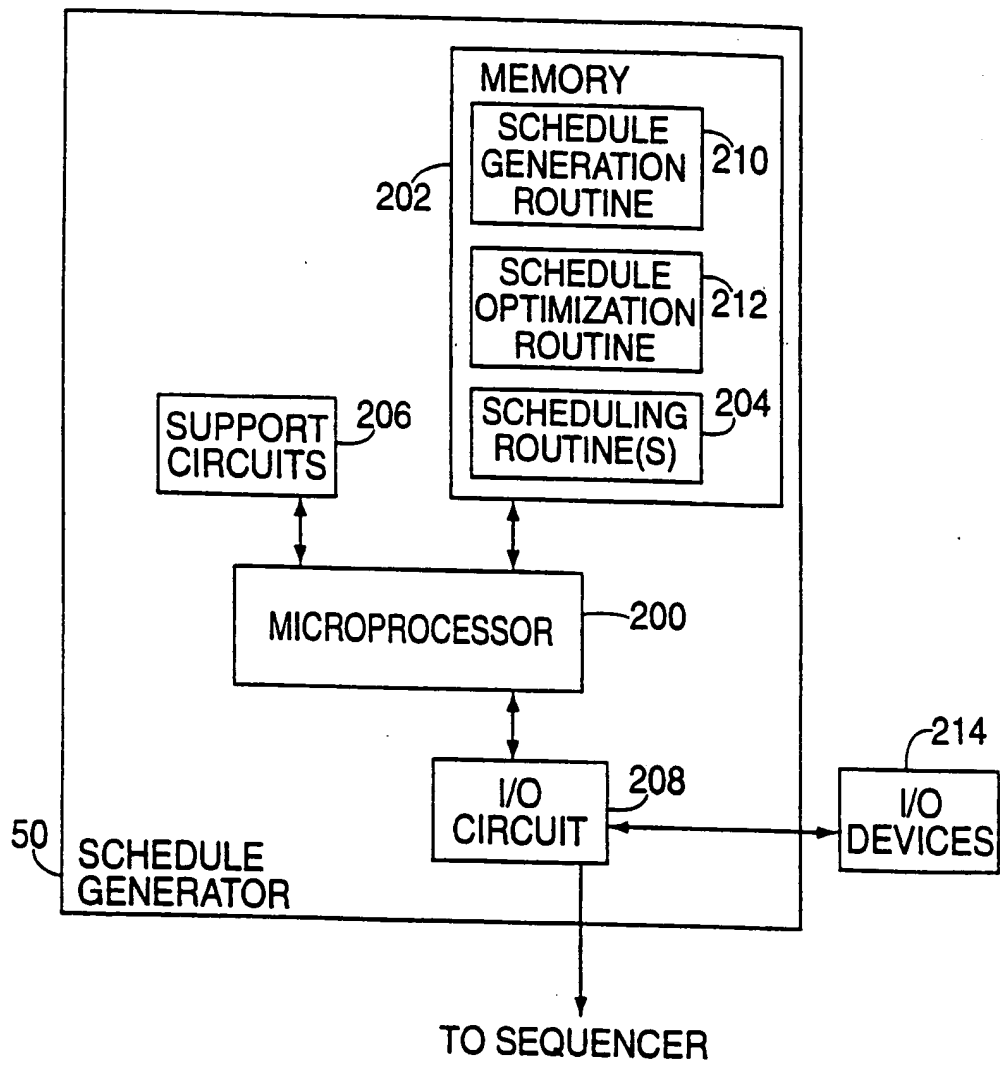 MEMORY
SCHEDULE
GENERATION
ROUTINE
210
202
SCHEDULE
OPTIMIZATION
ROUTINE
212
SCHEDULING
ROUTINE(S)
204
SUPPORT
CIRCUITS
206
MICROPROCESSOR
200
I/O
CIRCUIT
208
214
I/O
DEVICES
50
SCHEDULE
GENERATOR
TO SEQUENCER